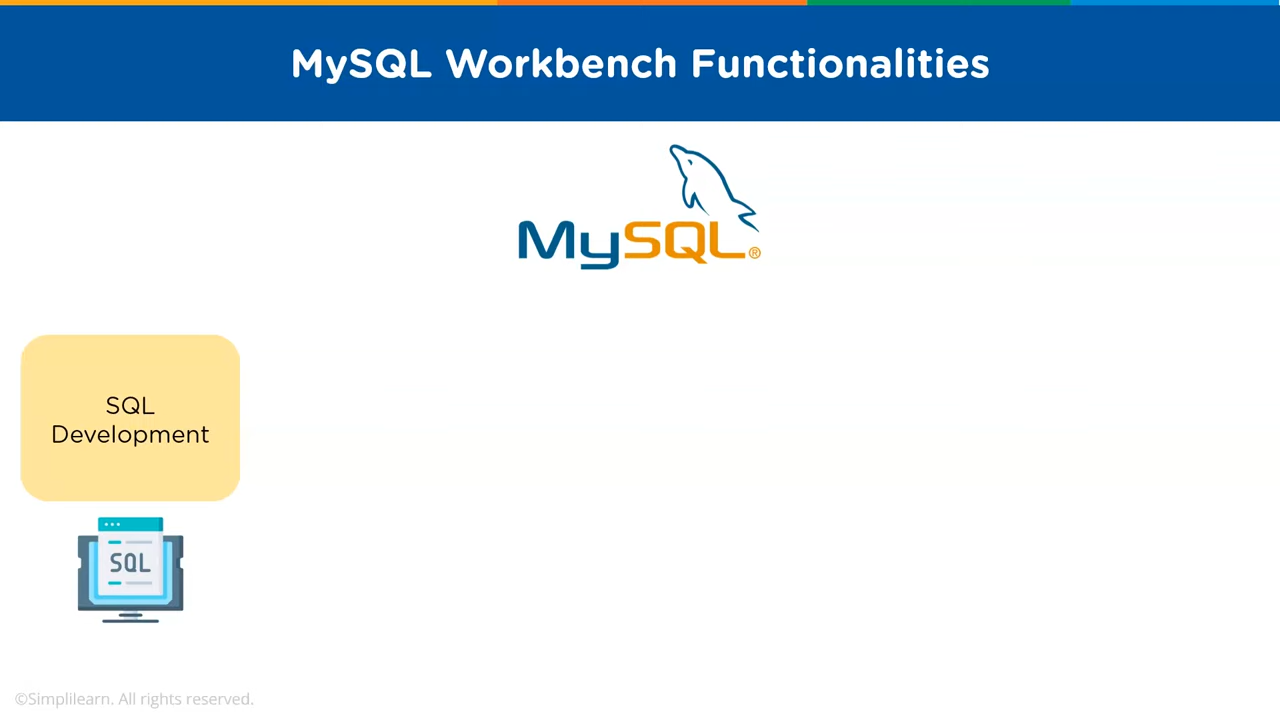 MySQL Workbench Functionalities
MySQL®
SQL
Development
SQL
©Simplilearn. All rights reserved.